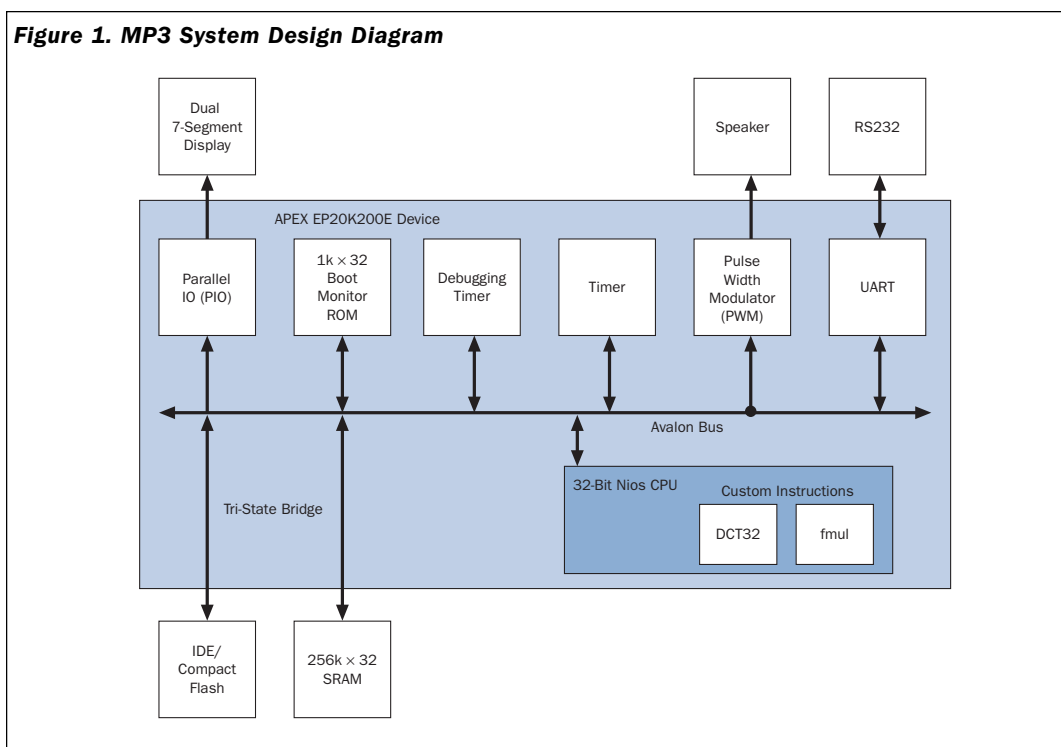 Figure 1. MP3 System Design Diagram
Dual
7-Segment
Display
Speaker
RS232
APEX EP20K200E Device
Parallel
IO (PIO)
1k × 32
Boot
Monitor
ROM
Debugging
Timer
Timer
Pulse
Width
Modulator
(PWM)
UART
Avalon Bus
32-Bit Nios CPU
Custom Instructions
DCT32
fmul
Tri-State Bridge
IDE/
Compact
Flash
256k × 32
SRAM